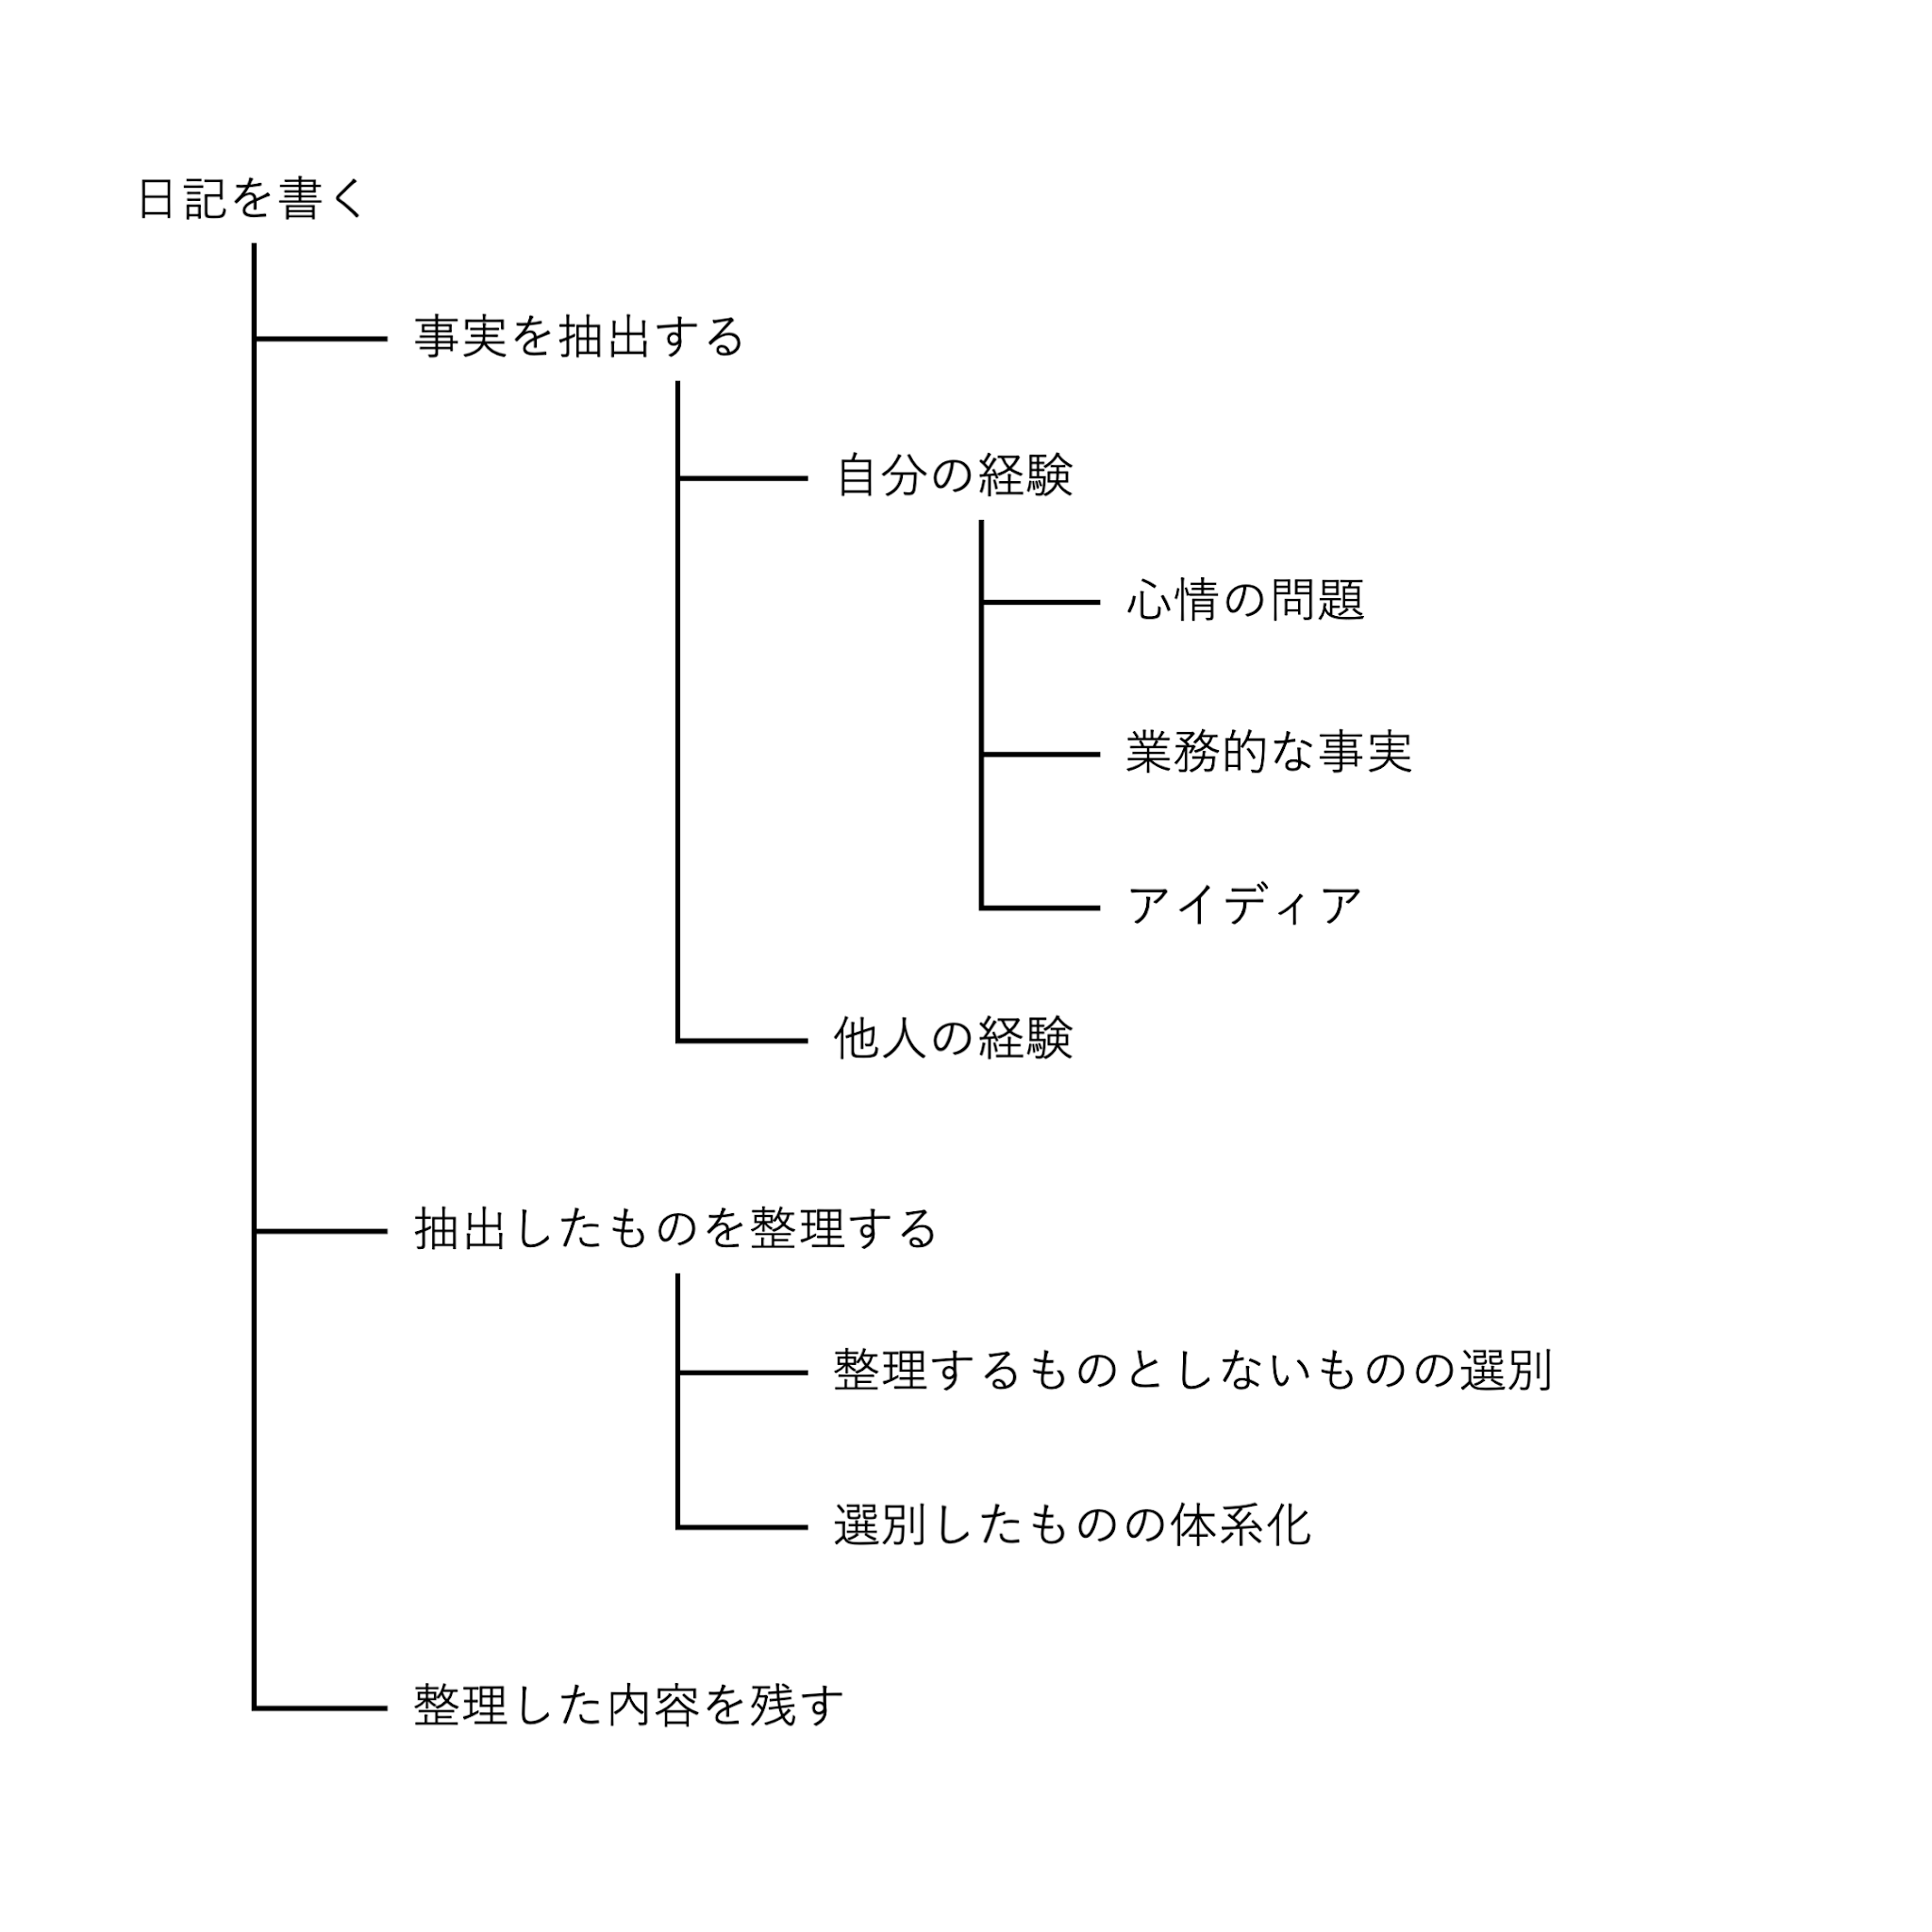 日記を書く
事実を抽出する
自分の経験
心情の問題
業務的な事実
アイディア
他人の経験
抽出したものを整理する
整理するものとしないものの選別
選別したものの体系化
整理した内容を残す